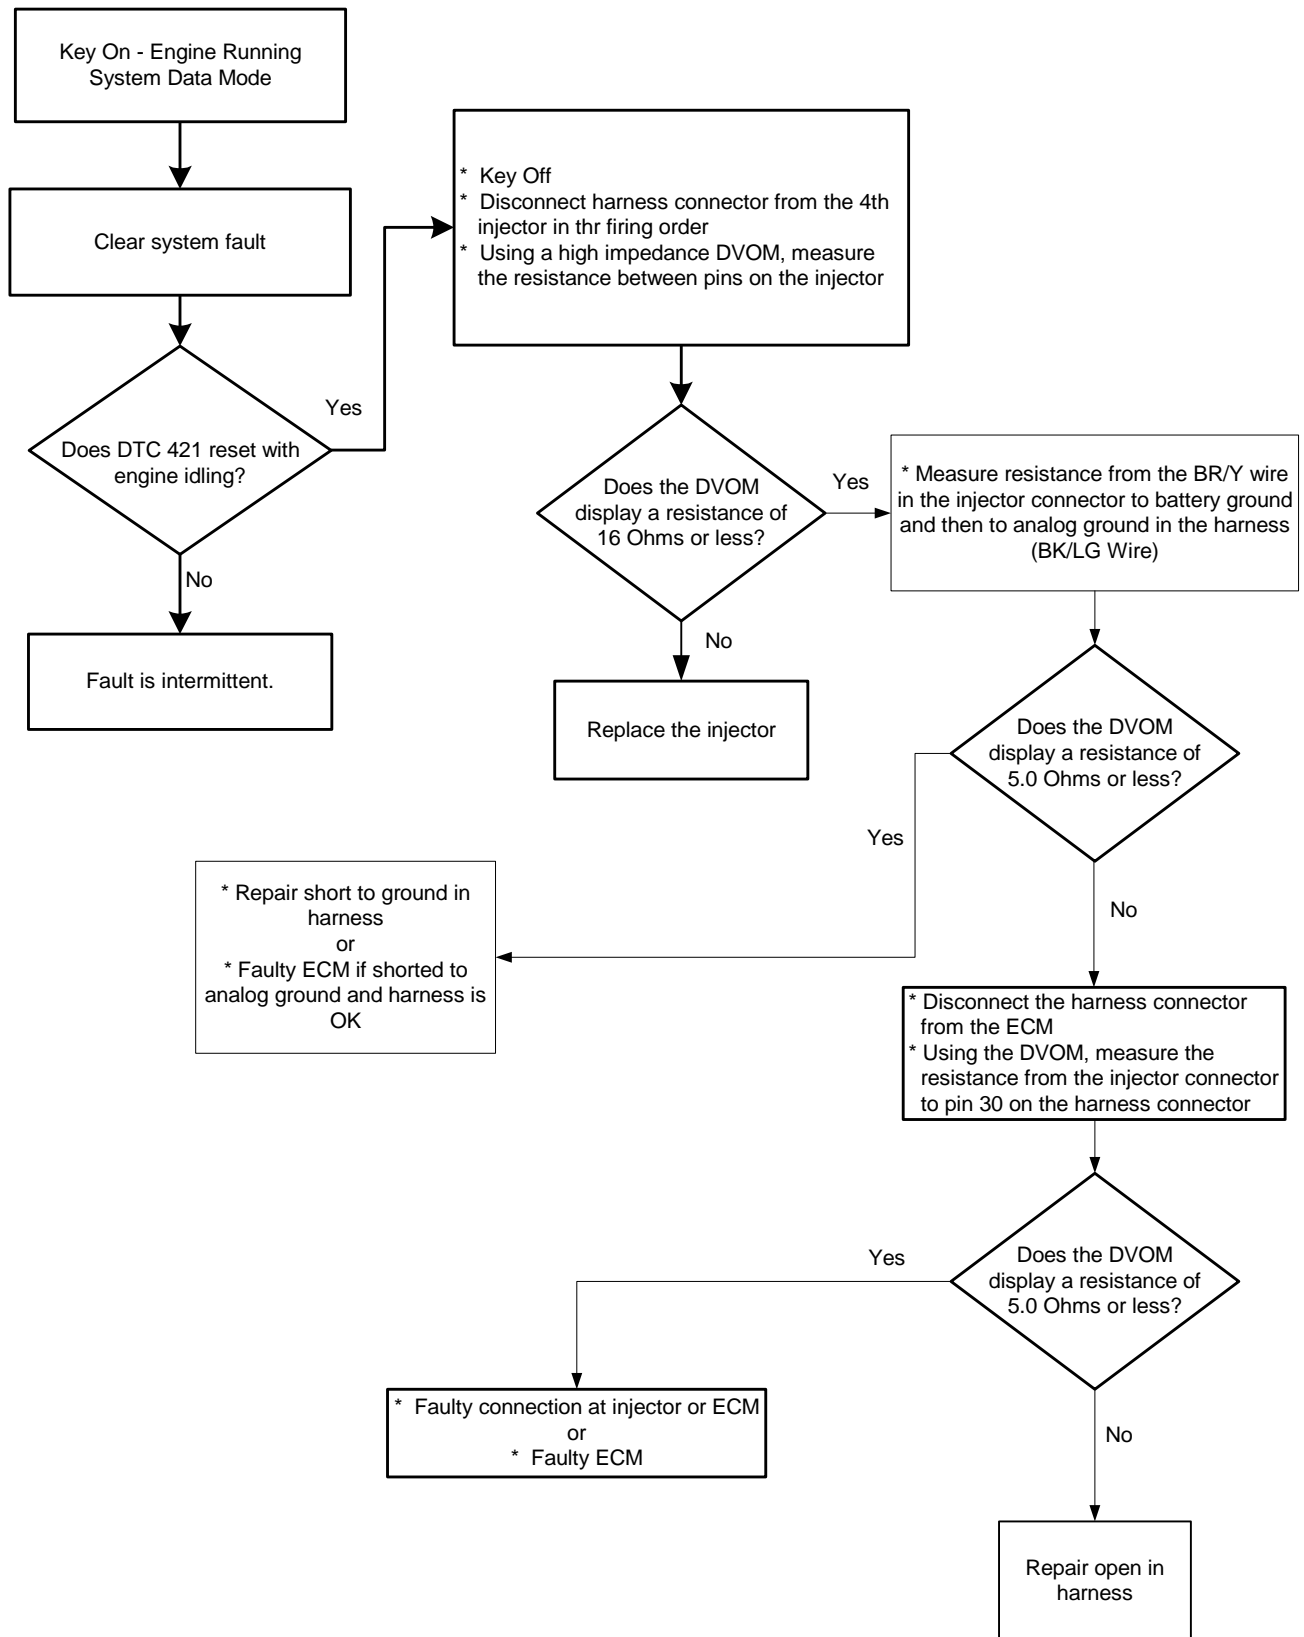 Key On - Engine Running
System Data Mode
Clear system fault
Does DTC 421 reset with
engine idling?
Yes
No
Fault is intermittent.
* Key Off
* Disconnect harness connector from the 4th
injector in thr firing order
* Using a high impedance DVOM, measure
the resistance between pins on the injector
Does the DVOM
display a resistance of
16 Ohms or less?
Yes
No
Replace the injector
* Measure resistance from the BR/Y wire
in the injector connector to battery ground
and then to analog ground in the harness
(BK/LG Wire)
Does the DVOM
display a resistance of
5.0 Ohms or less?
Yes
* Repair short to ground in
harness
or
* Faulty ECM if shorted to
analog ground and harness is
OK
No
* Disconnect the harness connector
from the ECM
* Using the DVOM, measure the
resistance from the injector connector
to pin 30 on the harness connector
Does the DVOM
display a resistance of
5.0 Ohms or less?
Yes
* Faulty connection at injector or ECM
or
* Faulty ECM
No
Repair open in
harness